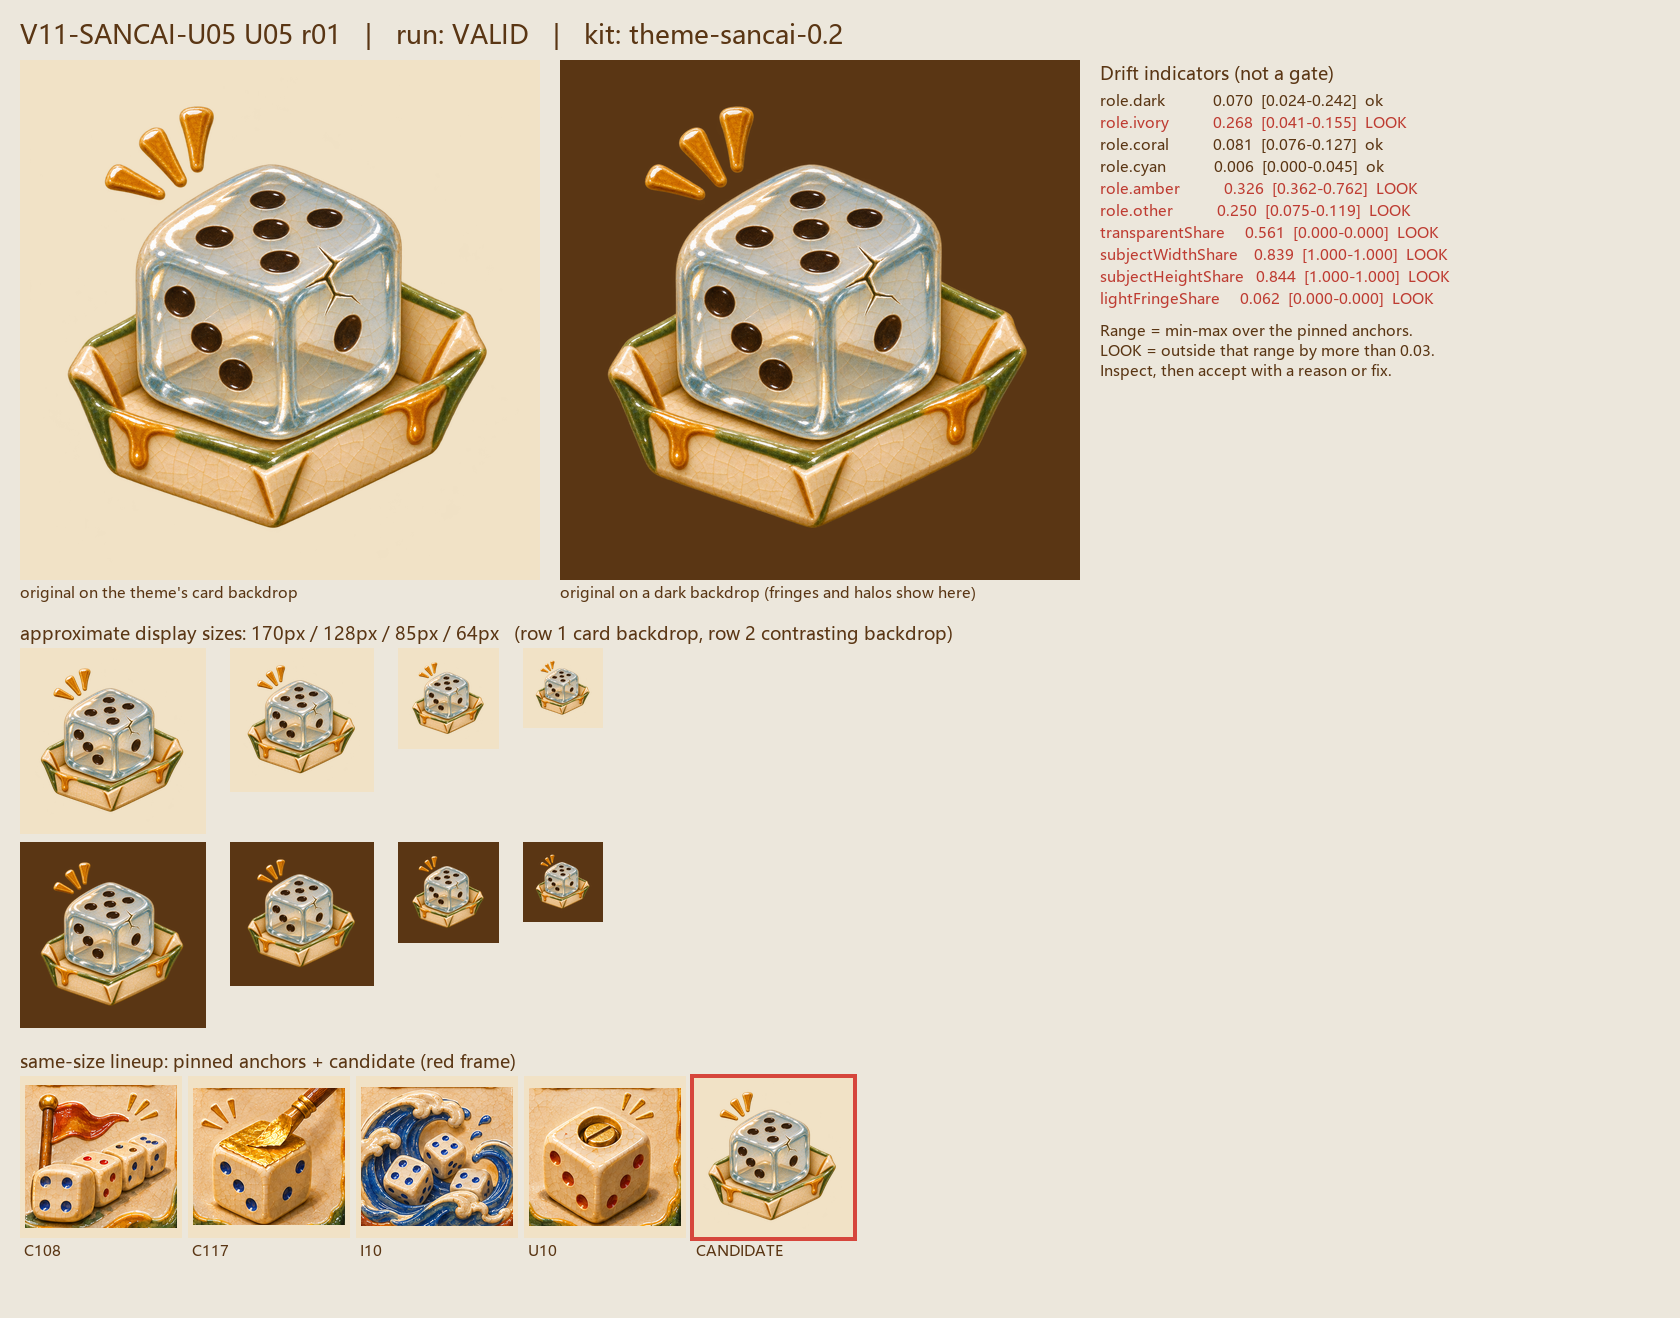 V11-SANCAI-U05 U05 r01 | run: VALID | kit: theme-sancai-0.2
Drift indicators (not a gate)
role.dark 0.070 [0.024-0.242] ok
role.ivory 0.268 [0.041-0.155] LOOK
role.coral 0.081 [0.076-0.127] ok
role.cyan 0.006 [0.000-0.045] ok
role.amber 0.326 [0.362-0.762] LOOK
role.other 0.250 [0.075-0.119] LOOK
transparentShare 0.561 [0.000-0.000] LOOK
subjectWidthShare 0.839 [1.000-1.000] LOOK
subjectHeightShare 0.844 [1.000-1.000] LOOK
lightFringeShare 0.062 [0.000-0.000] LOOK
Range = min-max over the pinned anchors.
LOOK = outside that range by more than 0.03.
Inspect, then accept with a reason or fix.
original on the theme's card backdrop
original on a dark backdrop (fringes and halos show here)
approximate display sizes: 170px / 128px / 85px / 64px (row 1 card backdrop, row 2 contrasting backdrop)
same-size lineup: pinned anchors + candidate (red frame)
C108
C117
I10
U10
CANDIDATE